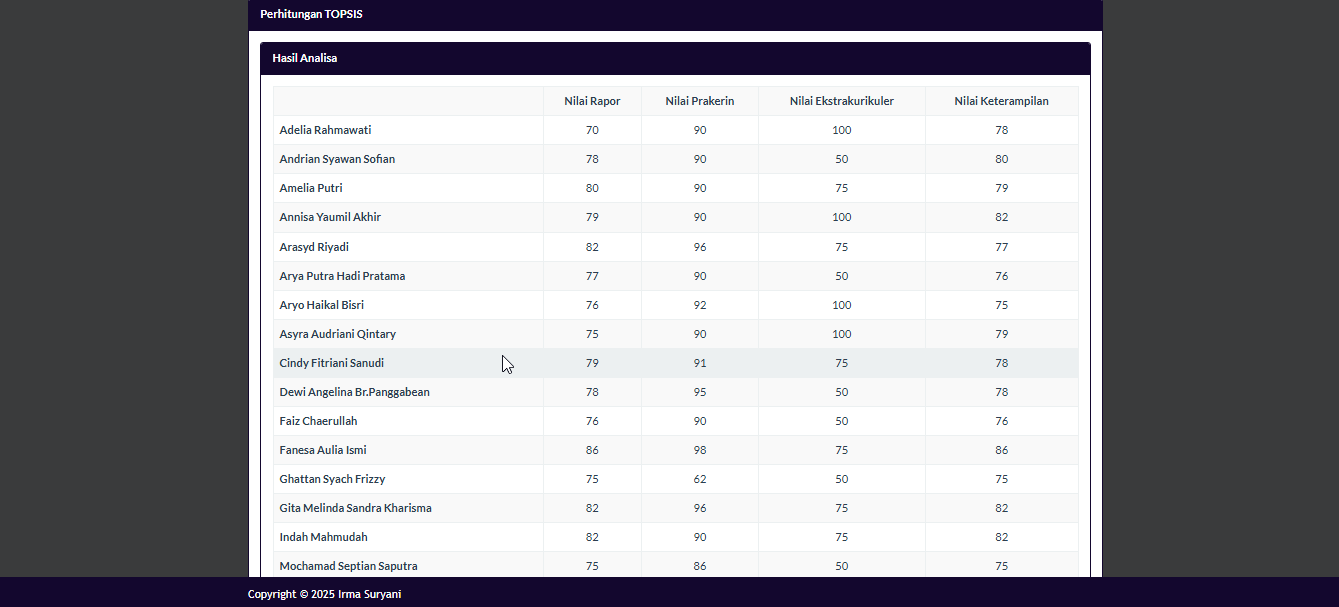 Perhitungan TOPSIS
Hasil Analisa
Nilai Rapor Nilai Prakerin Nilai Ekstrakurikuler Nilai Keterampilan
Adelia Rahmawati 70 90 100 78
Andrian Syawan Sofian 78 90 50 80
Amelia Putri 80 90 75 79
Annisa Yaumil Akhir 79 90 100 82
Arasyd Riyadi 82 96 75 77
Arya Putra Hadi Pratama 77 90 50 76
Aryo Haikal Bisri 76 92 100 75
Asyra Audriani Qintary 75 90 100 79
Cindy Fitriani Sanudi 79 91 75 78
Dewi Angelina Br.Panggabean 78 95 50 78
Faiz Chaerullah 76 90 50 76
Fanesa Aulia Ismi 86 98 75 86
Ghattan Syach Frizzy 75 62 50 75
Gita Melinda Sandra Kharisma 82 96 75 82
Indah Mahmudah 82 90 75 82
Mochamad Septian Saputra 75 86 50 75
Copyright © 2025 Irma Suryani